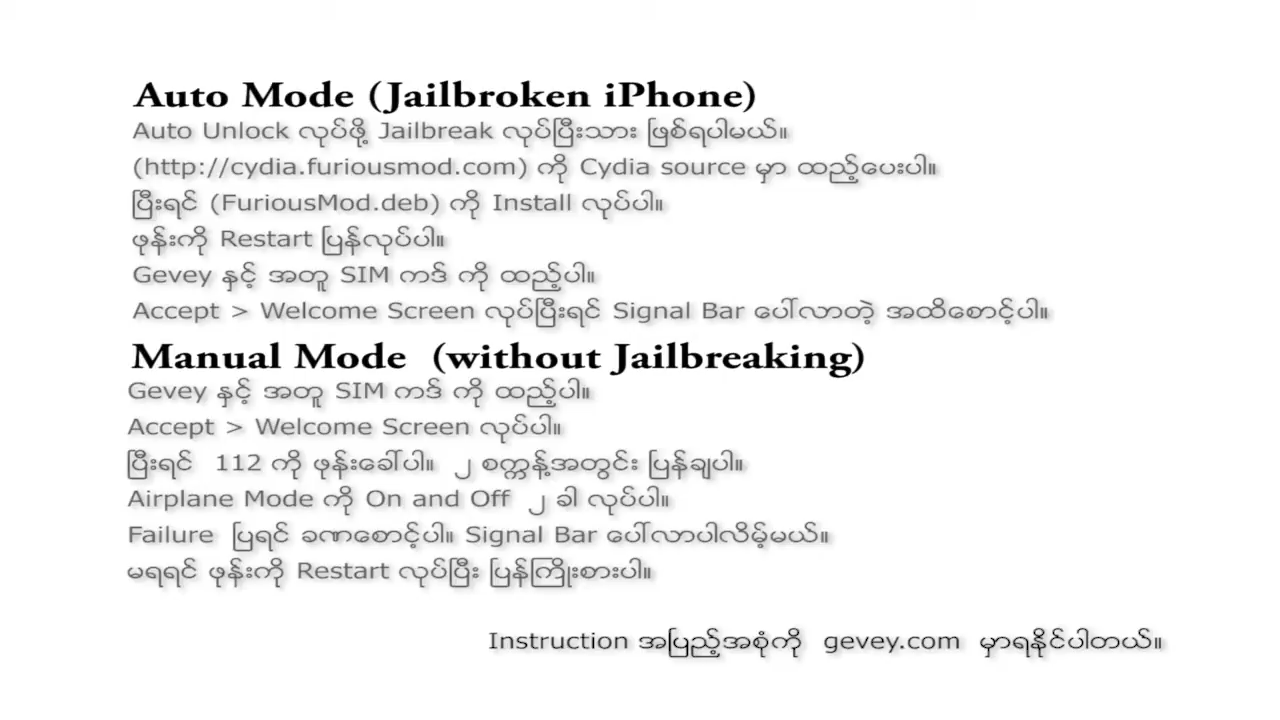 Auto Mode (Jailbroken iPhone)
Auto Unlock လုပ်ဖို့ Jailbreak လုပ်ပြီးသား ဖြစ်ရပါမယ်။
(http://cydia.furiousmod.com) ကို Cydia source မှာ ထည့်ပေးပါ။
ပြီးရင် (FuriousMod.deb) ကို Install လုပ်ပါ။
ဖုန်းကို Restart ပြန်လုပ်ပါ။
Gevey နှင့် အတူ SIM ကဒ် ကို ထည့်ပါ။
Accept > Welcome Screen လုပ်ပြီးရင် Signal Bar ပေါ်လာတဲ့ အထိစောင့်ပါ။
Manual Mode (without Jailbreaking)
Gevey နှင့် အတူ SIM ကဒ် ကို ထည့်ပါ။
Accept > Welcome Screen လုပ်ပါ။
ပြီးရင် 112 ကို ဖုန်းခေါ်ပါ။ ၂ စက္ကန့်အတွင်း ပြန်ချပါ။
Airplane Mode ကို On and Off ၂ ခါ လုပ်ပါ။
Failure ပြရင် ခဏစောင့်ပါ။ Signal Bar ပေါ်လာပါလိမ့်မယ်။
မရရင် ဖုန်းကို Restart လုပ်ပြီး ပြန်ကြိုးစားပါ။
Instruction အပြည့်အစုံကို gevey.com မှာရနိုင်ပါတယ်။